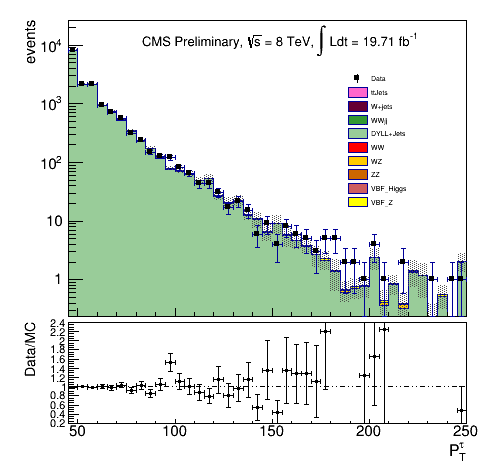 CMS Preliminary, √s = 8 TeV, ∫ Ldt = 19.71 fb⁻¹
events
10⁴
10³
10²
10
1
Data
ttJets
W+jets
WWjj
DYLL+Jets
WW
WZ
ZZ
VBF_Higgs
VBF_Z
Data/MC
2.4
2.2
2
1.8
1.6
1.4
1.2
1
0.8
0.6
0.4
0.2
50 100 150 200 250
P_T^τ